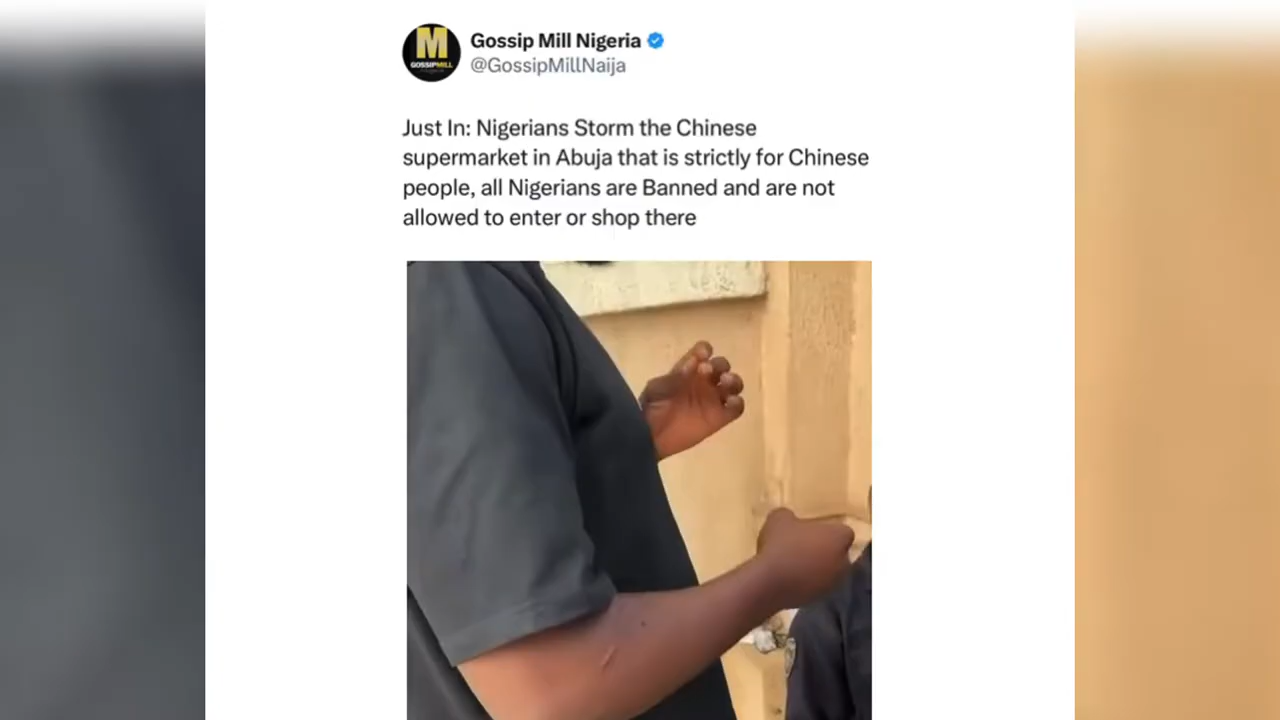 M
GOSSIPMILL
Gossip Mill Nigeria
@GossipMillNaija
Just In: Nigerians Storm the Chinese
supermarket in Abuja that is strictly for Chinese
people, all Nigerians are Banned and are not
allowed to enter or shop there